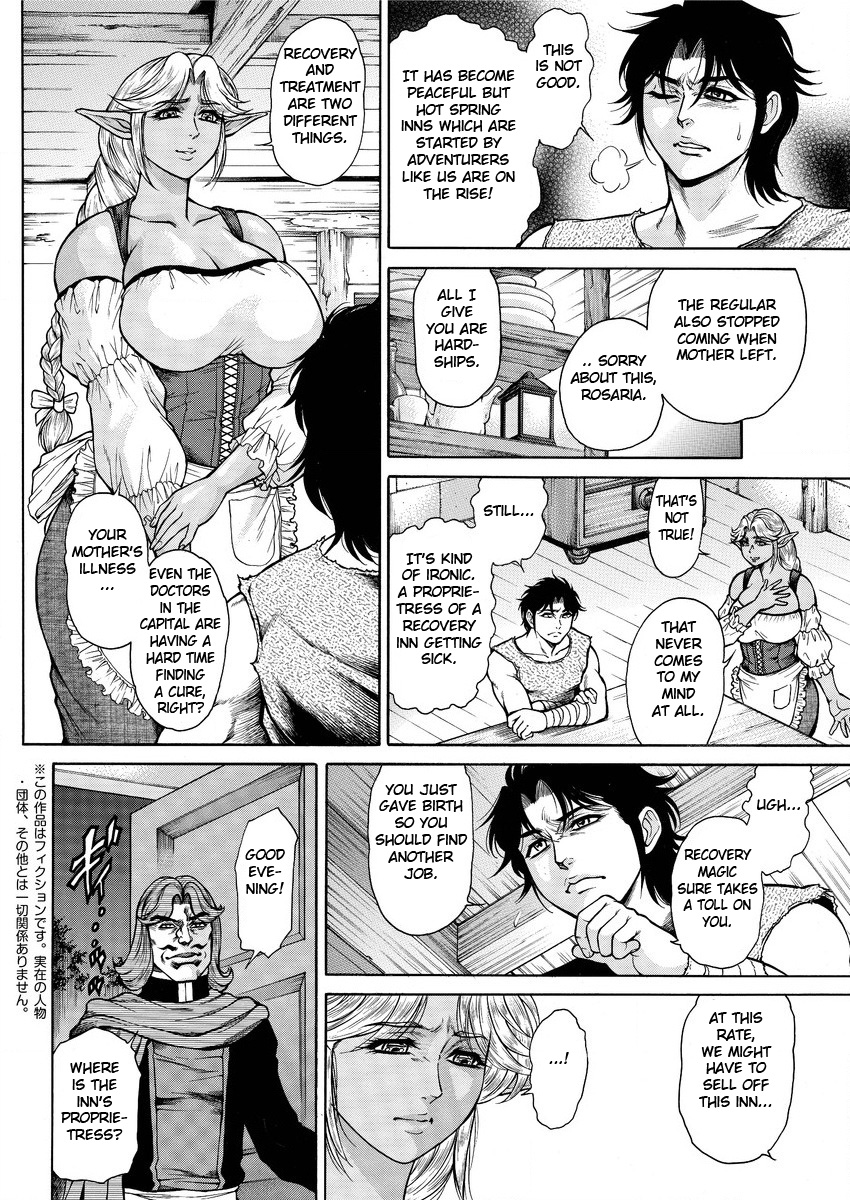 THIS
IS NOT
GOOD.
IT HAS BECOME
PEACEFUL BUT
HOT SPRING
INNS WHICH ARE
STARTED BY
ADVENTURERS
LIKE US ARE ON
THE RISE!
THE REGULAR
ALSO STOPPED
COMING WHEN
MOTHER LEFT.
.. SORRY
ABOUT THIS,
ROSARIA.
ALL I
GIVE
YOU ARE
HARD-
SHIPS.
THAT'S
NOT
TRUE!
THAT
NEVER
COMES
TO MY
MIND
AT ALL.
STILL...
IT'S KIND
OF IRONIC.
A PROPRIE-
TRESS OF A
RECOVERY
INN GETTING
SICK.
RECOVERY
AND
TREATMENT
ARE TWO
DIFFERENT
THINGS.
YOUR
MOTHER'S
ILLNESS
...
EVEN THE
DOCTORS
IN THE
CAPITAL ARE
HAVING A
HARD TIME
FINDING
A CURE,
RIGHT?
UGH...
RECOVERY
MAGIC
SURE TAKES
A TOLL ON
YOU.
YOU JUST
GAVE BIRTH
SO YOU
SHOULD FIND
ANOTHER
JOB.
AT THIS
RATE,
WE MIGHT
HAVE TO
SELL OFF
THIS INN...
...!
GOOD
EVE-
NING!
ギィ…
WHERE
IS THE
INN'S
PROPRIE-
TRESS?
※この作品はフィクションです。実在の人物
・団体、その他とは一切関係ありません。